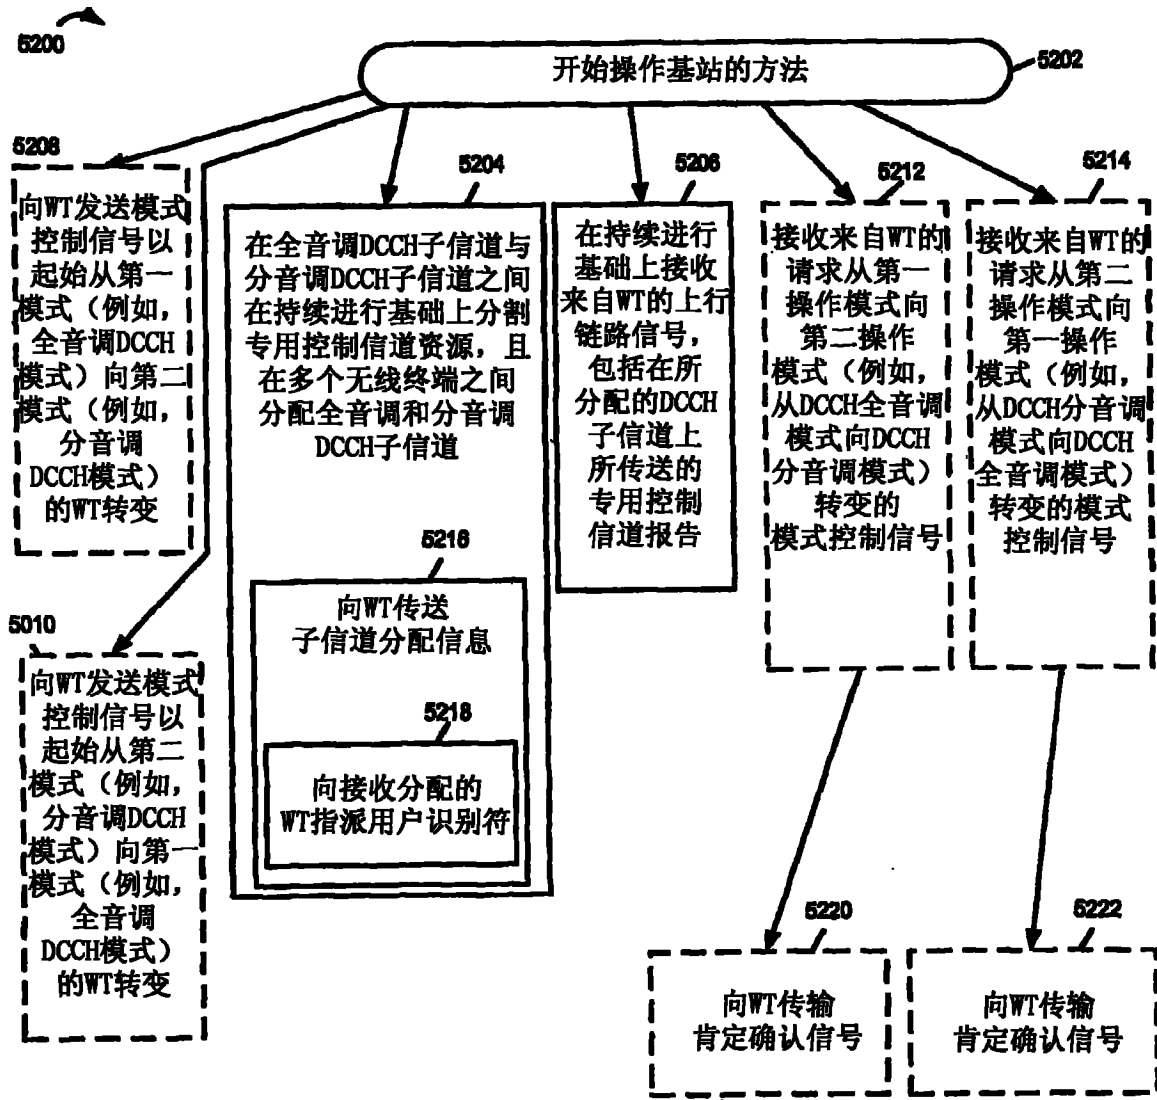 5200
开始操作基站的方法
5202
5208
向WT发送模式
控制信号以
起始从第一
模式（例如，
全音调DCCH
模式）向第二
模式（例如，
分音调
DCCH模式）
的WT转变
5204
在全音调DCCH子信道与
分音调DCCH子信道之间
在持续进行基础上分割
专用控制信道资源，且
在多个无线终端之间
分配全音调和分音调
DCCH子信道
5216
向WT传送
子信道分配信息
5218
向接收分配的
WT指派用户识别符
5206
在持续进行
基础上接收
来自WT的上行
链路信号，
包括在所
分配的DCCH
子信道上
所传送的
专用控制
信道报告
5212
接收来自WT的
请求从第一
操作模式向
第二操作
模式（例如，
从DCCH全音调
模式向DCCH
分音调模式）
转变的
模式控制信号
5214
接收来自WT的
请求从第二
操作模式向
第一操作
模式（例如，
从DCCH分音调
模式向DCCH
全音调模式）
转变的模式
控制信号
5010
向WT发送模式
控制信号以
起始从第二
模式（例如，
分音调DCCH
模式）向第一
模式（例如，
全音调
DCCH模式）
的WT转变
5220
向WT传输
肯定确认信号
5222
向WT传输
肯定确认信号